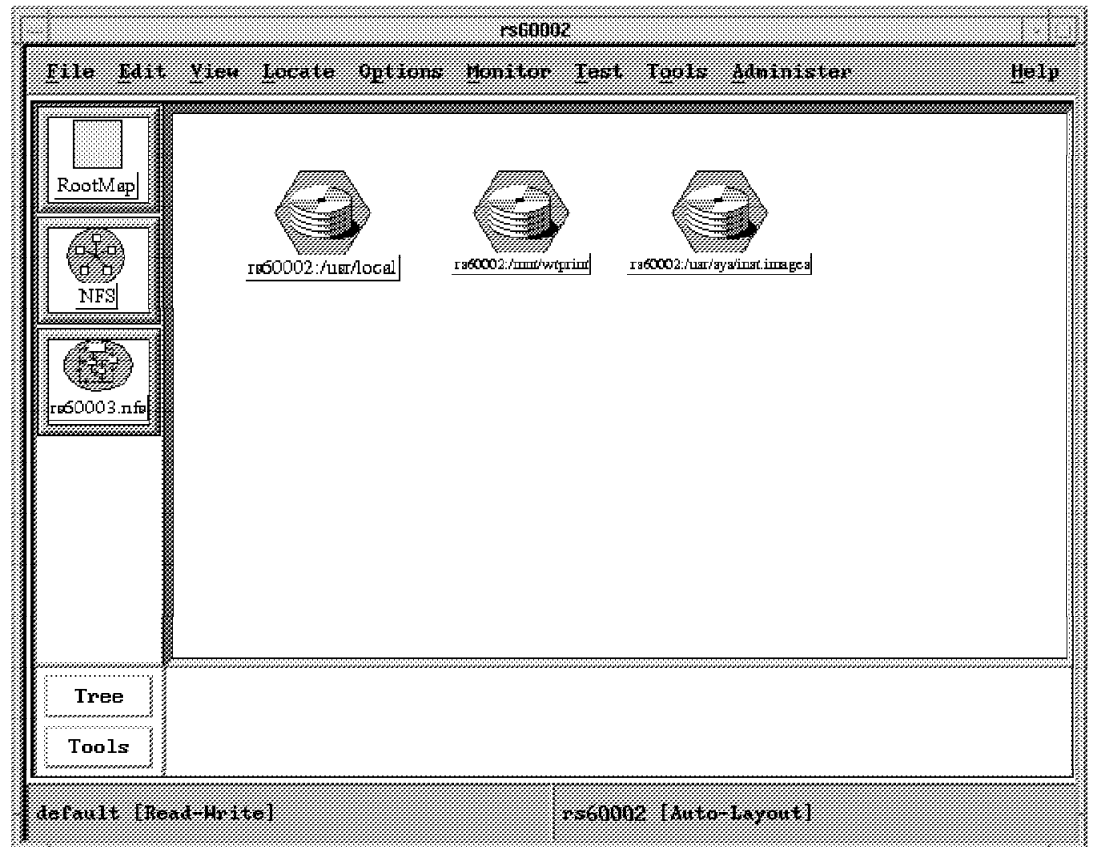 rs60002
File Edit View Locate Options Monitor Test Tools Administer Help
RootMap
NFS
rs60003.nfs
rs60002:/usr/local
rs60002:/mnt/wtprint
rs60002:/usr/sys/inst.images
Tree
Tools
default [Read-Write]
rs60002 [Auto-Layout]